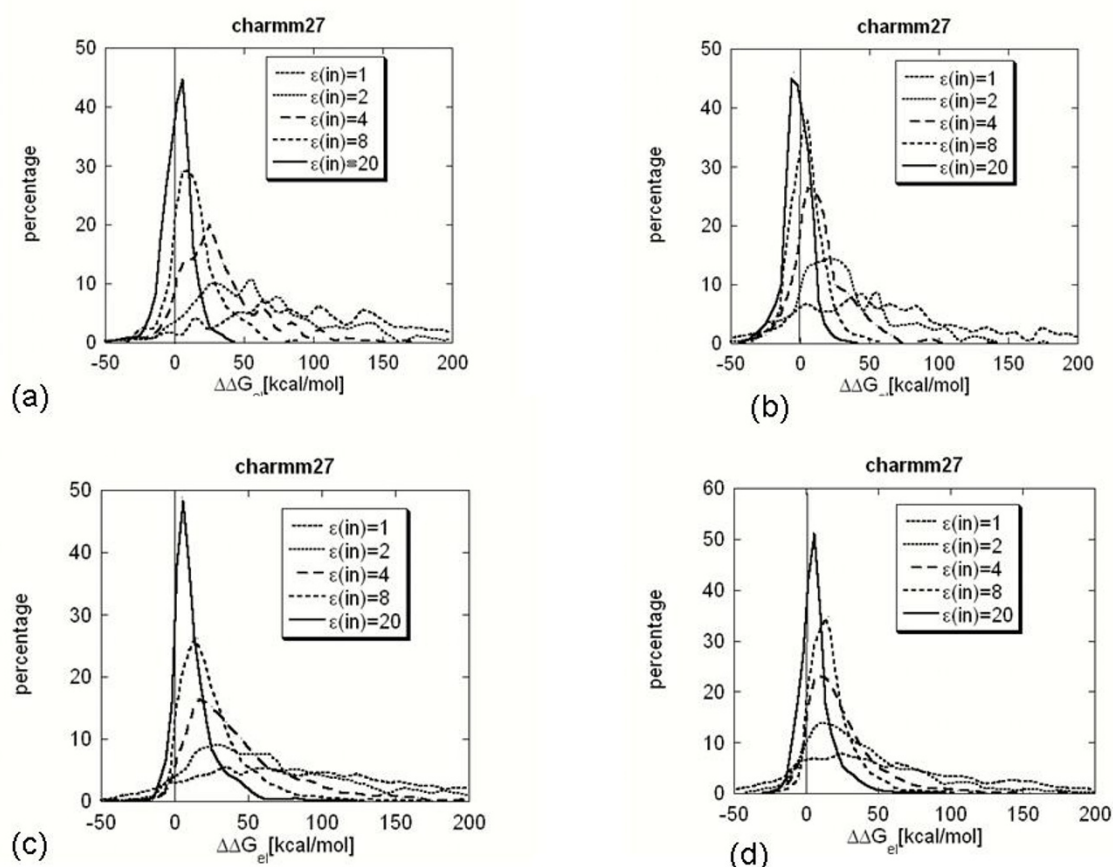 charmm27
50
40
30
20
10
0
percentage
ε(in)=1
ε(in)=2
ε(in)=4
ε(in)=8
ε(in)=20
-50 0 50 100 150 200
ΔΔG [kcal/mol]
(a)
charmm27
50
40
30
20
10
0
percentage
ε(in)=1
ε(in)=2
ε(in)=4
ε(in)=8
ε(in)=20
-50 0 50 100 150 200
ΔΔG [kcal/mol]
(b)
charmm27
50
40
30
20
10
0
percentage
ε(in)=1
ε(in)=2
ε(in)=4
ε(in)=8
ε(in)=20
-50 0 50 100 150 200
ΔΔGel[kcal/mol]
(c)
charmm27
60
50
40
30
20
10
0
percentage
ε(in)=1
ε(in)=2
ε(in)=4
ε(in)=8
ε(in)=20
-50 0 50 100 150 200
ΔΔGel[kcal/mol]
(d)